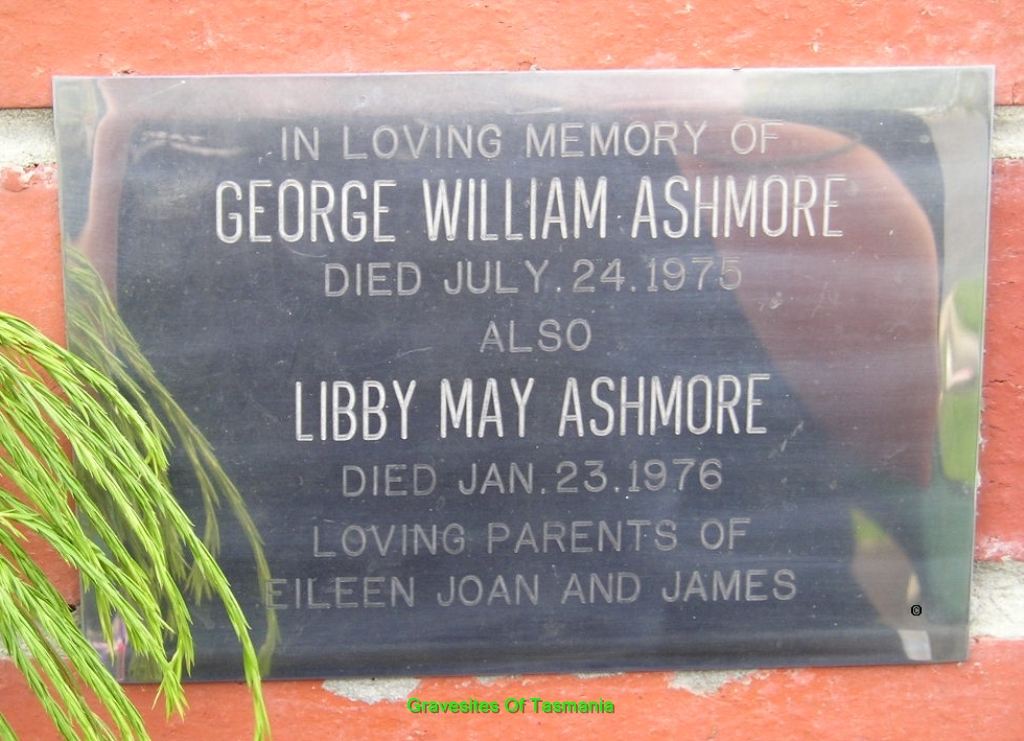 IN LOVING MEMORY OF
GEORGE WILLIAM ASHMORE
DIED JULY. 24. 1975
ALSO
LIBBY MAY ASHMORE
DIED JAN. 23. 1976
LOVING PARENTS OF
EILEEN JOAN AND JAMES
©
Gravesites Of Tasmania